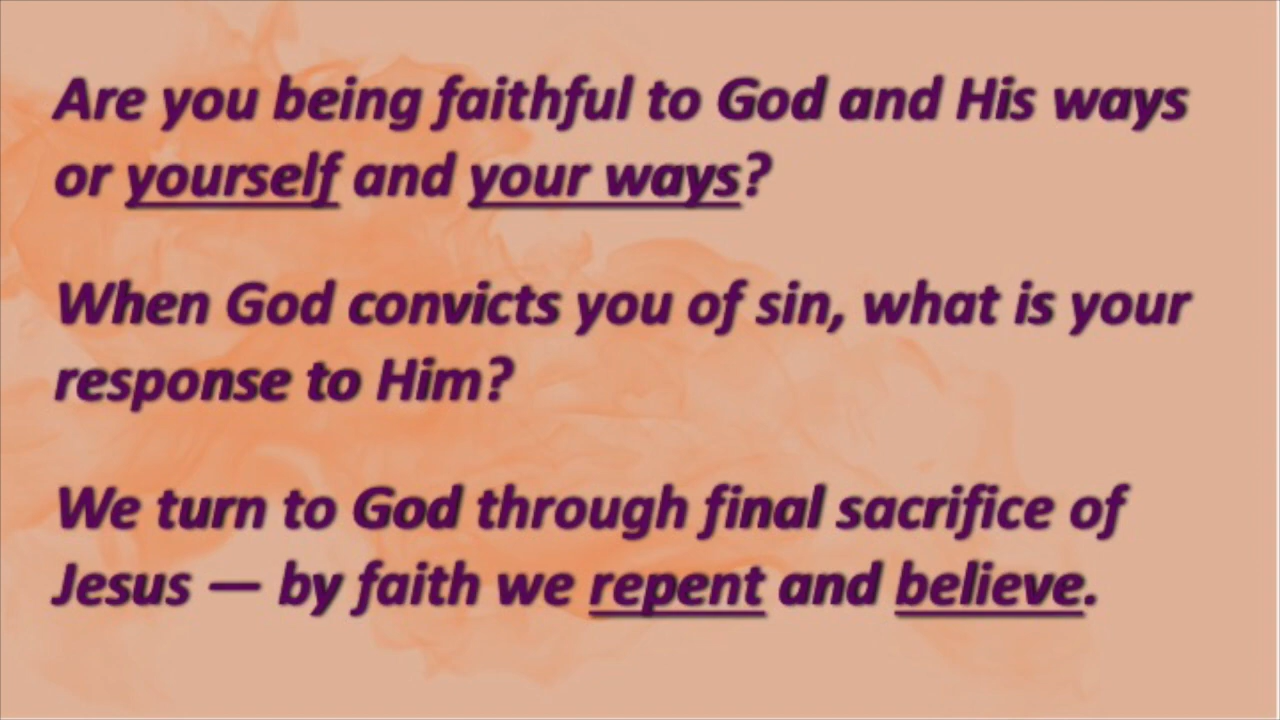 Are you being faithful to God and His ways
or yourself and your ways?
When God convicts you of sin, what is your
response to Him?
We turn to God through final sacrifice of
Jesus — by faith we repent and believe.